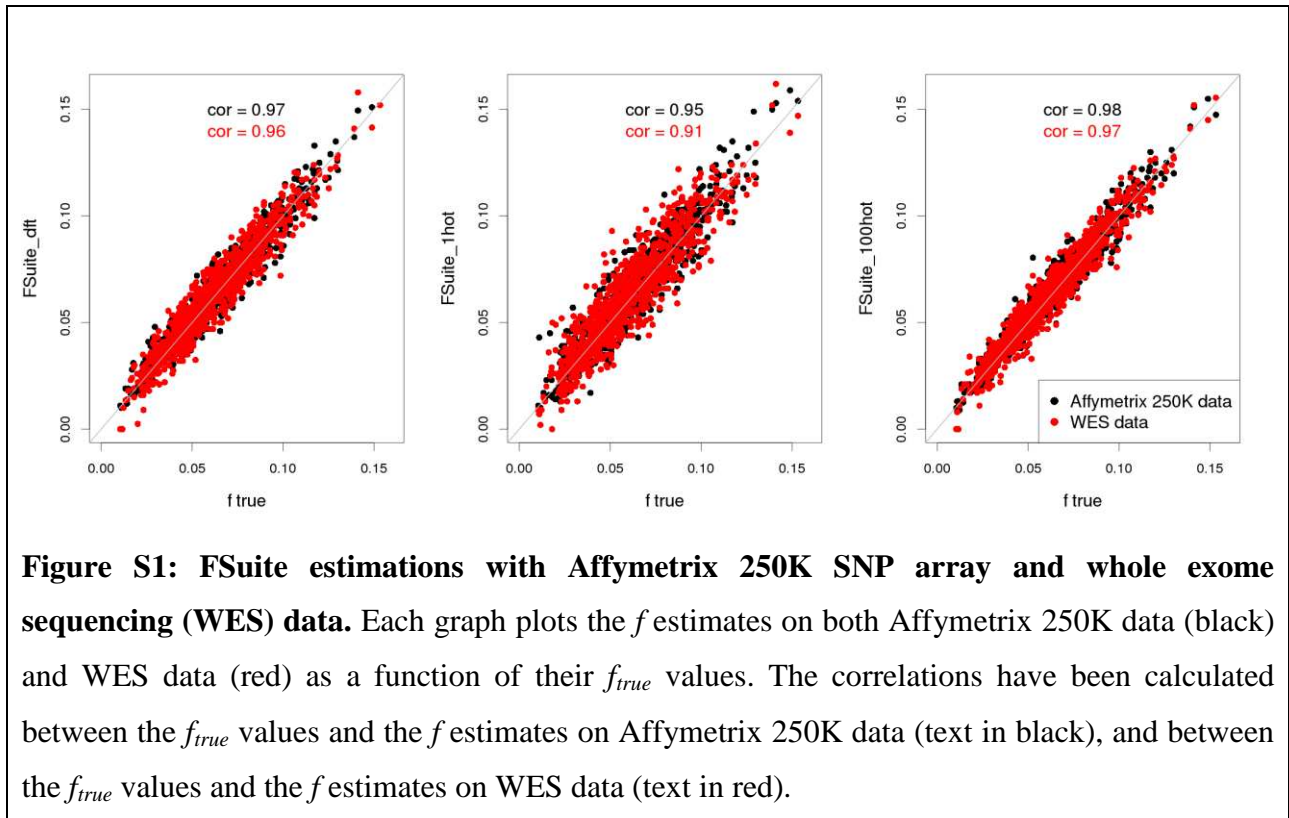 cor = 0.97
cor = 0.96
FSuite_dft
0.00
0.05
0.10
0.15
0.00
0.05
0.10
0.15
f true
cor = 0.95
cor = 0.91
FSuite_1hot
0.00
0.05
0.10
0.15
0.00
0.05
0.10
0.15
f true
cor = 0.98
cor = 0.97
FSuite_100hot
0.00
0.05
0.10
0.15
Affymetrix 250K data
WES data
0.00
0.05
0.10
0.15
f true
Figure S1: FSuite estimations with Affymetrix 250K SNP array and whole exome
sequencing (WES) data. Each graph plots the f estimates on both Affymetrix 250K data (black)
and WES data (red) as a function of their ftrue values. The correlations have been calculated
between the ftrue values and the f estimates on Affymetrix 250K data (text in black), and between
the ftrue values and the f estimates on WES data (text in red).